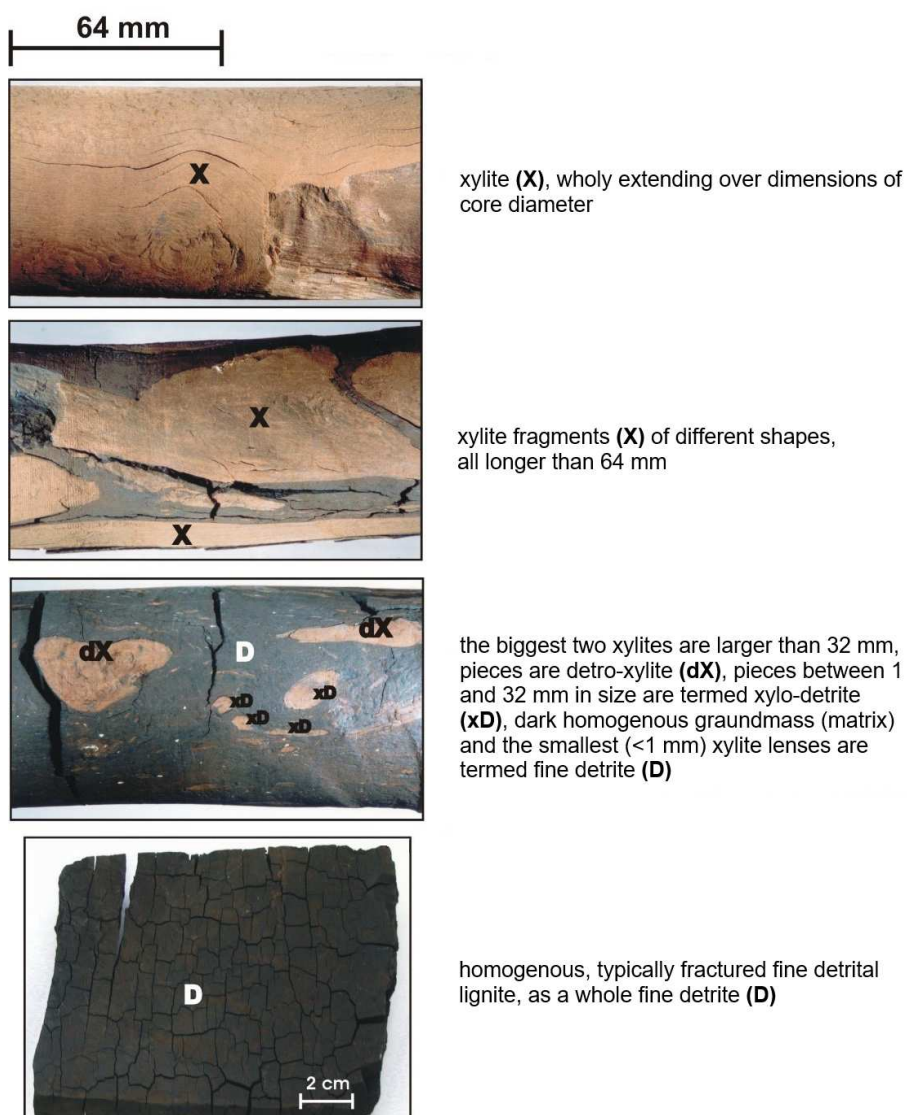 64 mm
X
xylite (X), wholly extending over dimensions of
core diameter
X
X
xylite fragments (X) of different shapes,
all longer than 64 mm
dX
D
dX
xD
xD
xD
xD
the biggest two xylites are larger than 32 mm,
pieces are detro-xylite (dX), pieces between 1
and 32 mm in size are termed xylo-detrite
(xD), dark homogenous graundmass (matrix)
and the smallest (<1 mm) xylite lenses are
termed fine detrite (D)
D
2 cm
homogenous, typically fractured fine detrital
lignite, as a whole fine detrite (D)